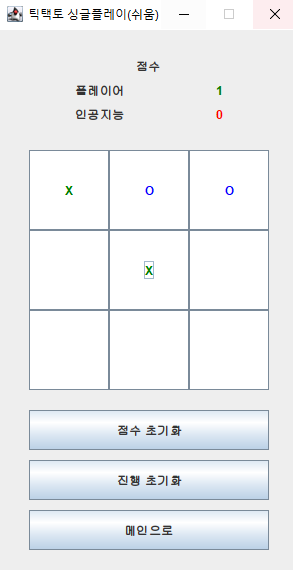 틱택토 싱글플레이(쉬움)
점수
플레이어 1
인공지능 0
X O O
X
점수 초기화
진행 초기화
메인으로